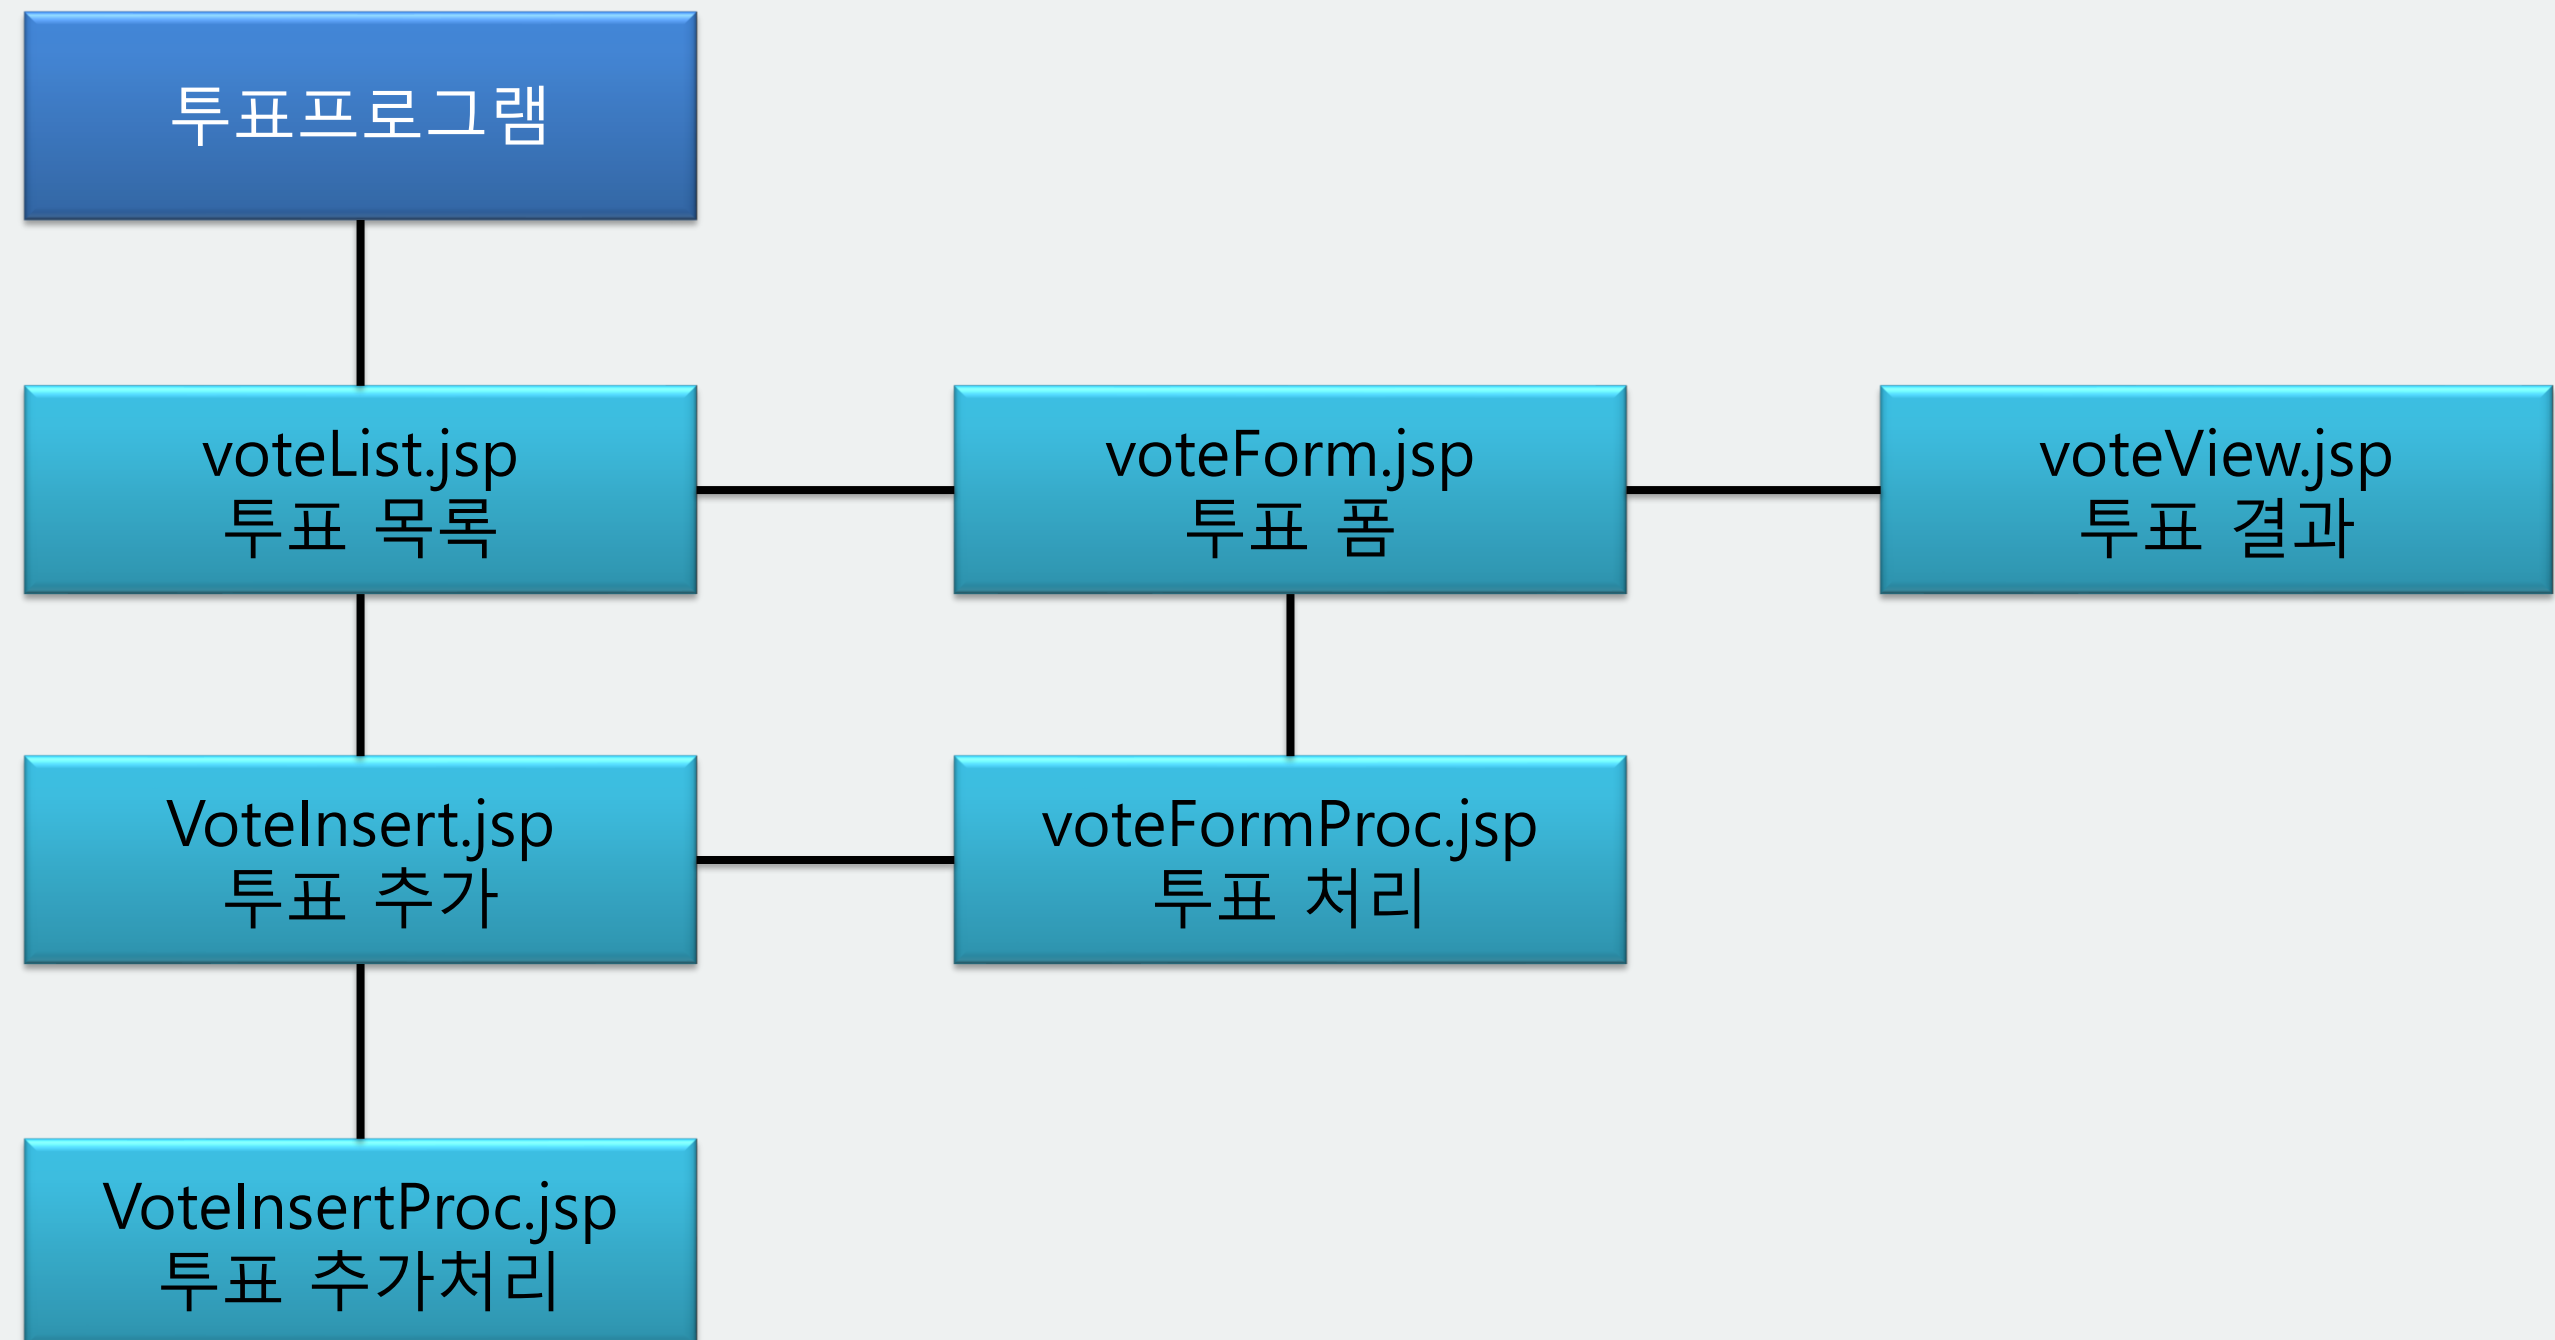 투표프로그램
voteList.jsp
투표 목록
voteForm.jsp
투표 폼
voteView.jsp
투표 결과
VoteInsert.jsp
투표 추가
voteFormProc.jsp
투표 처리
VoteInsertProc.jsp
투표 추가처리